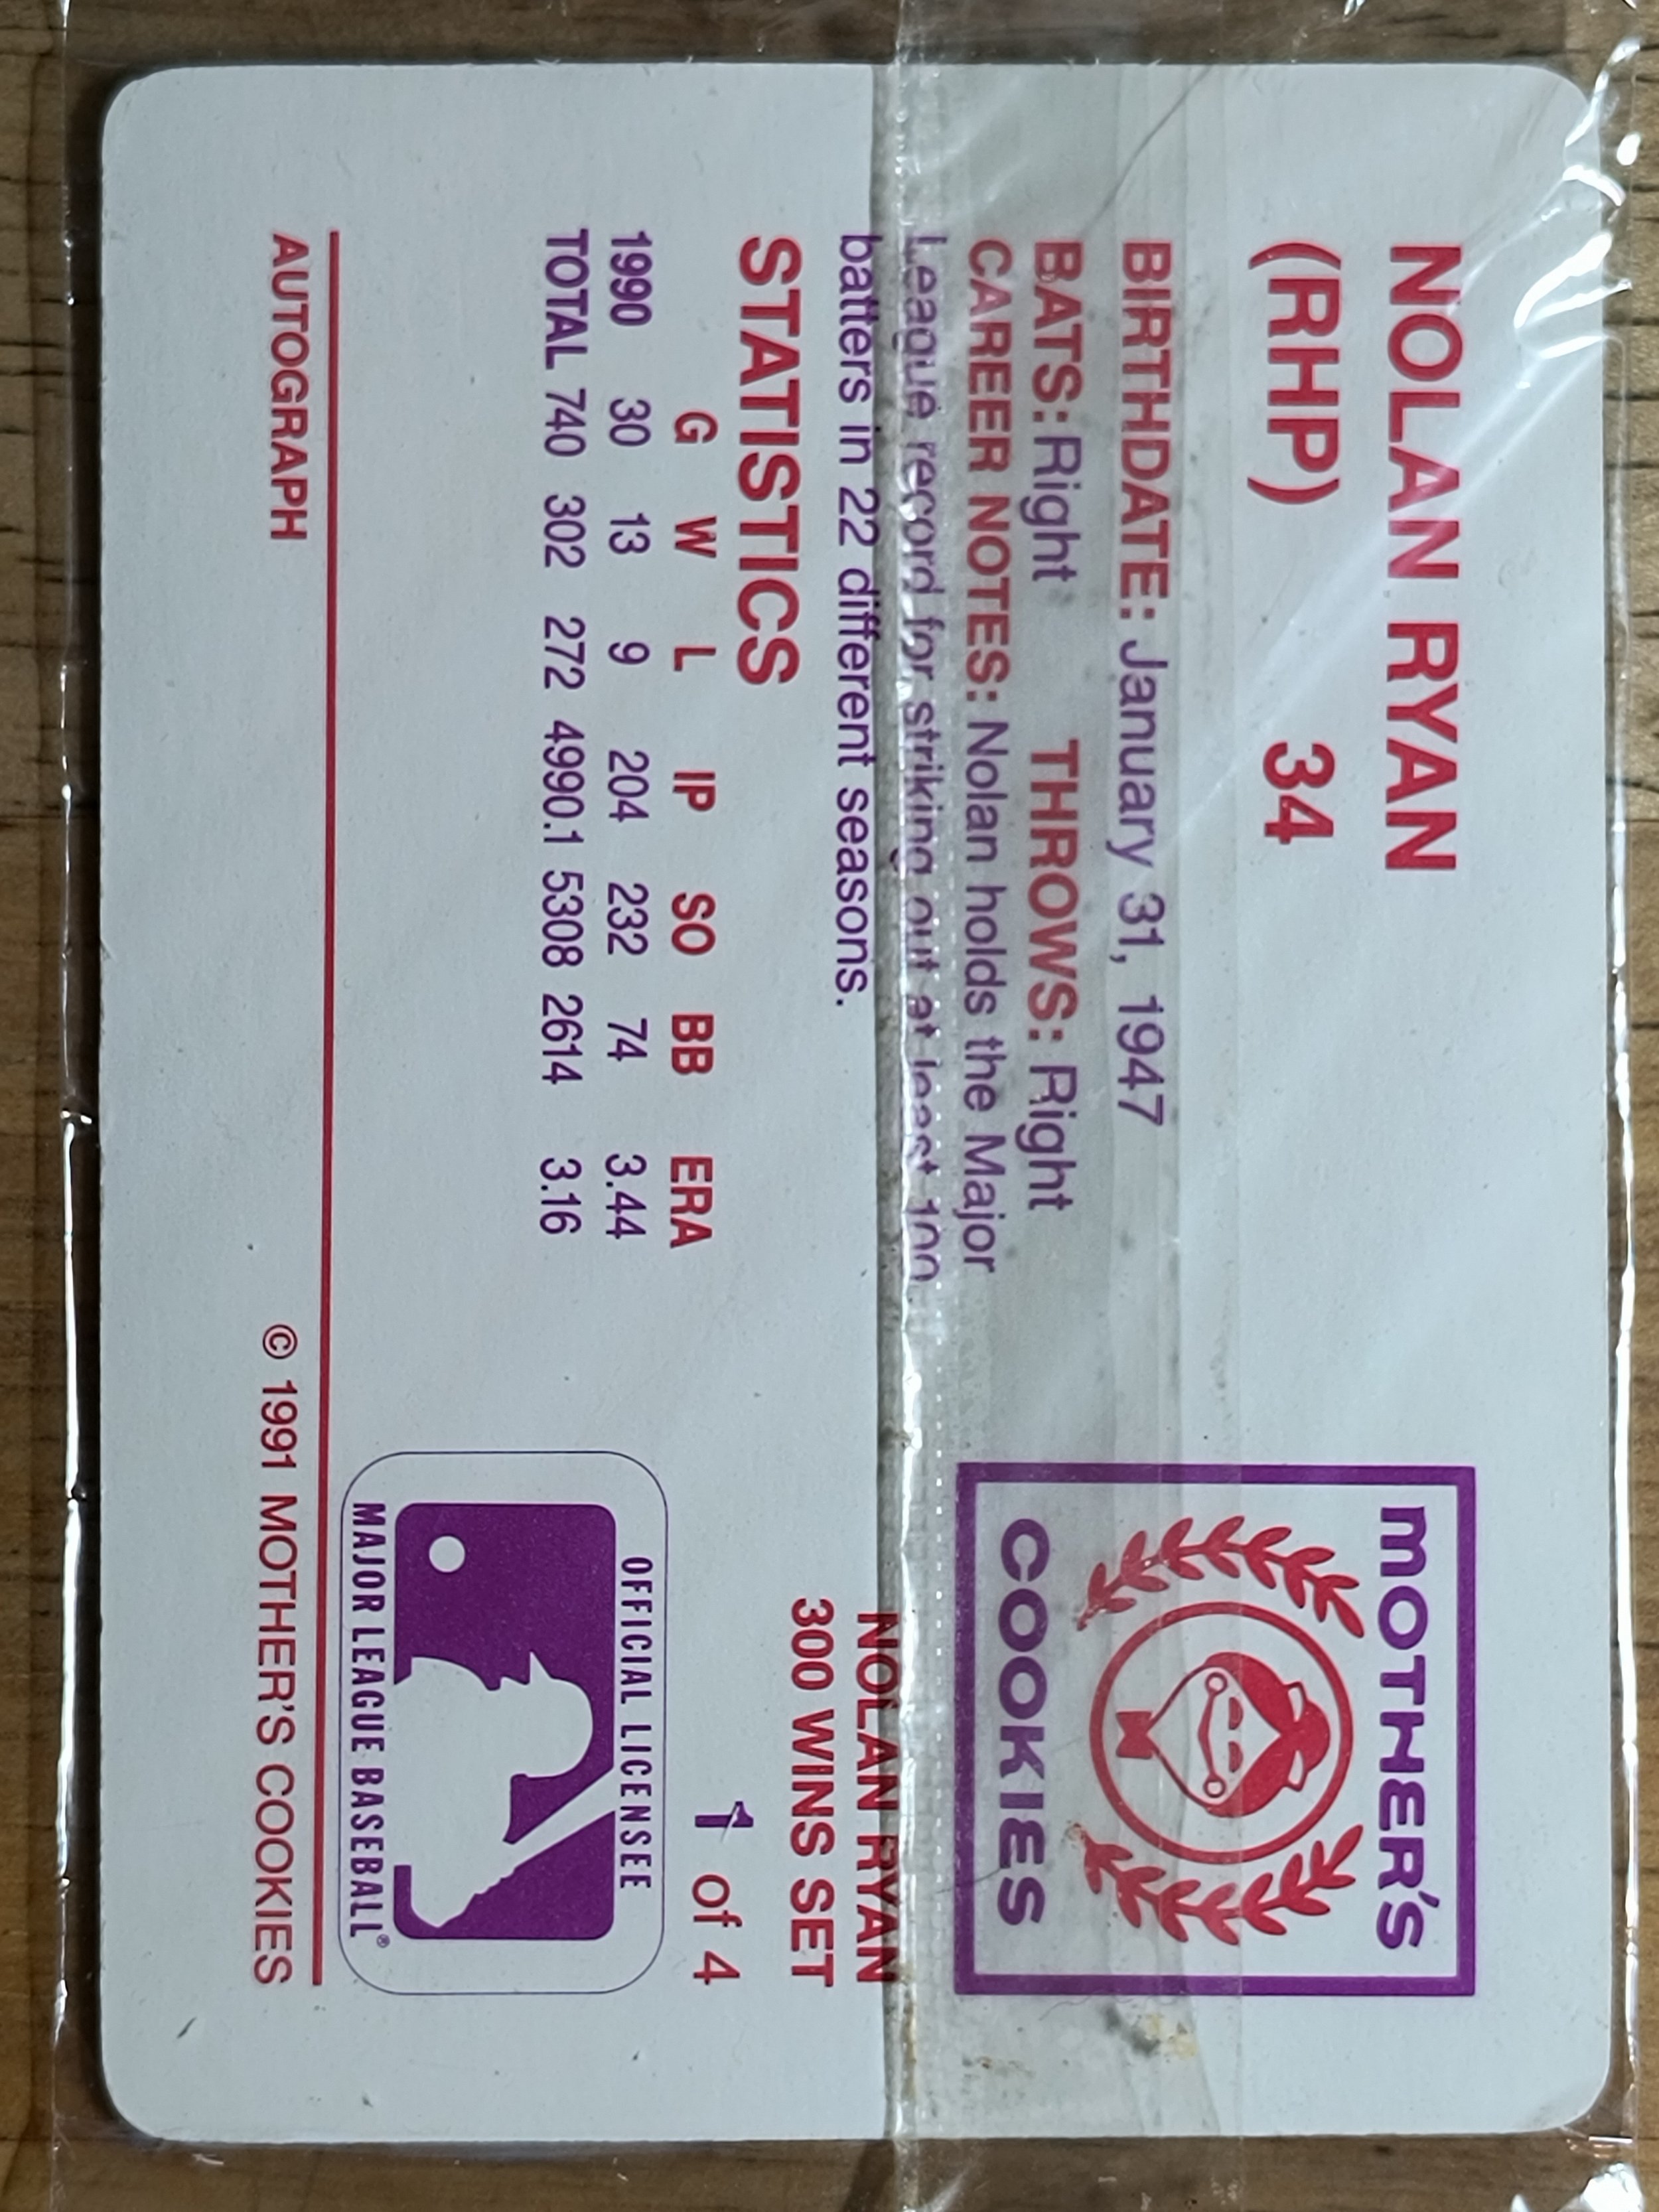 NOLAN RYAN
(RHP) 34
BIRTHDATE: January 31, 1947
BATS: Right THROWS: Right
CAREER NOTES: Nolan holds the Major
League record for striking out at least 100
batters in 22 different seasons.
STATISTICS
G W L IP SO BB ERA
1990 30 13 9 204 232 74 3.44
TOTAL 740 302 272 4990.1 5308 2614 3.16
AUTOGRAPH
MOTHER'S
COOKIES
NOLAN RYAN
300 WINS SET
1 of 4
OFFICIAL LICENSEE
MAJOR LEAGUE BASEBALL®
© 1991 MOTHER'S COOKIES